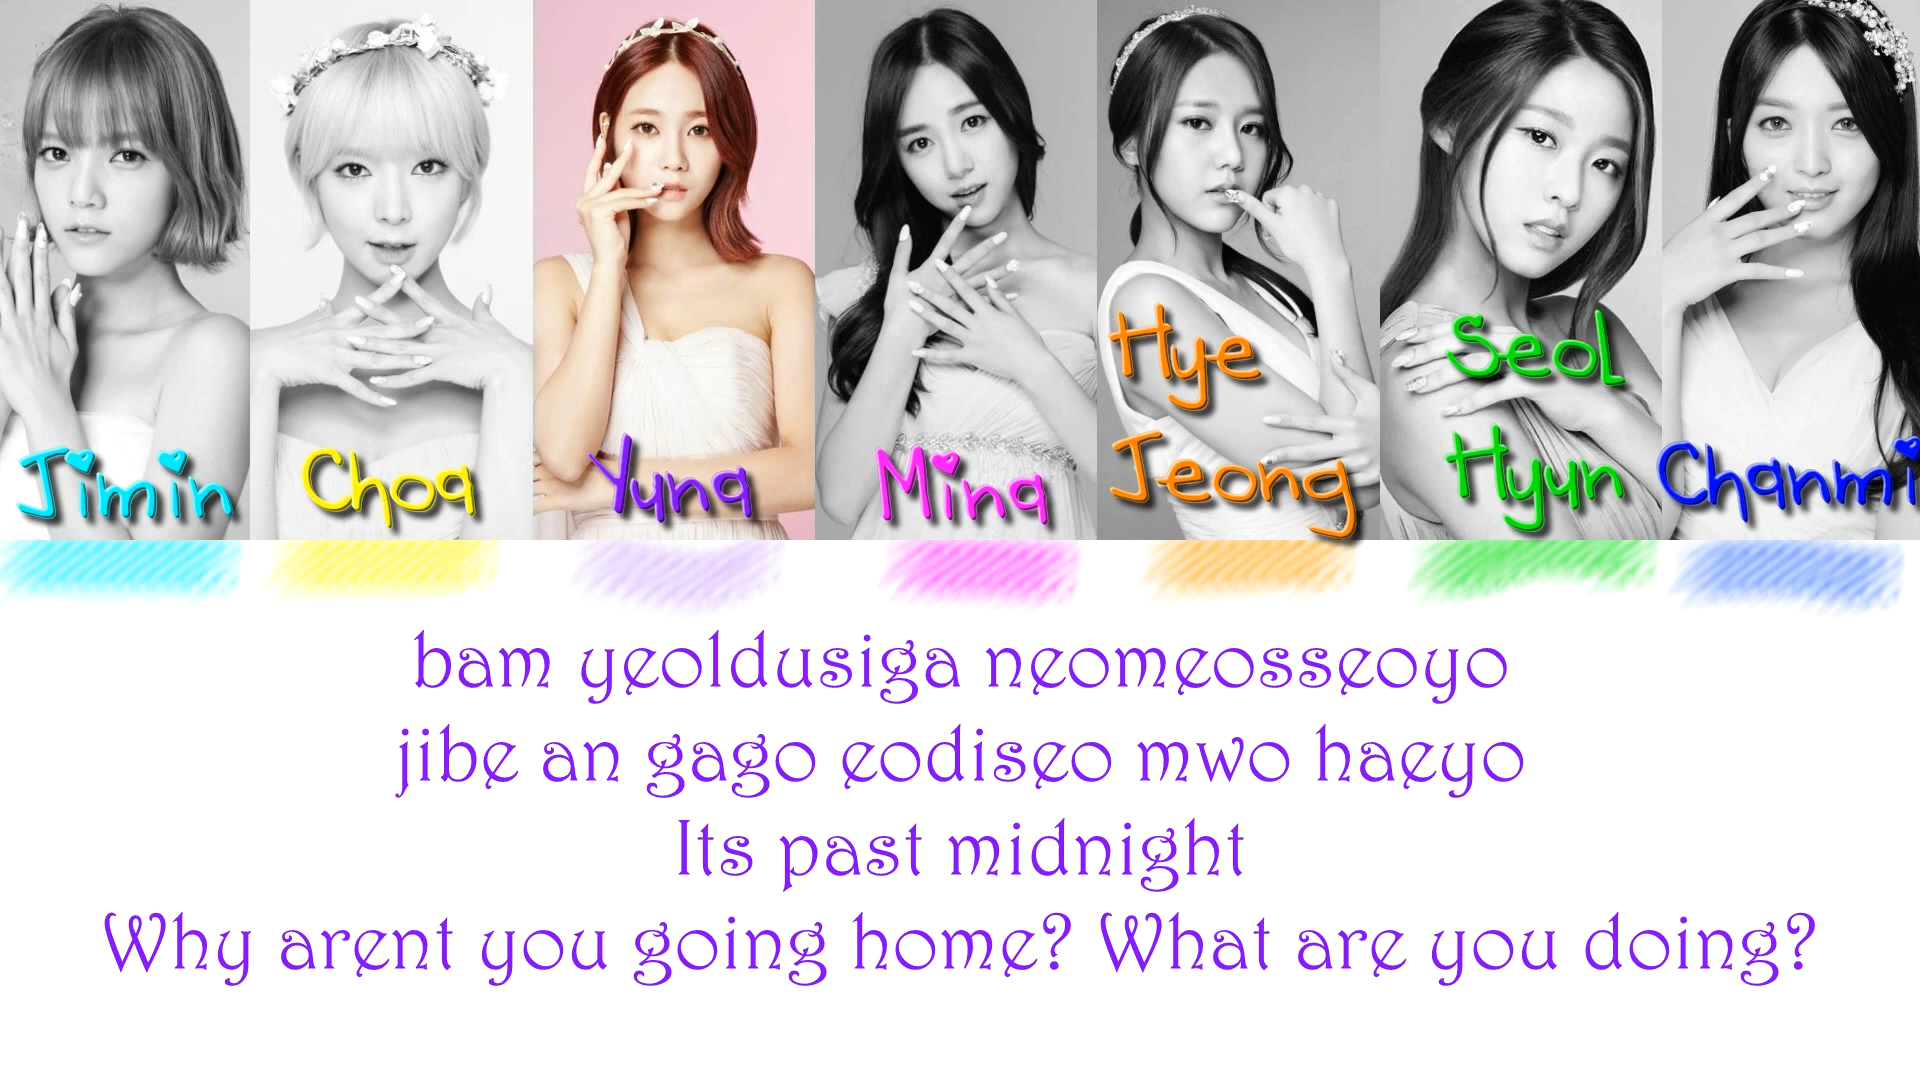 Jimin
Choa
Yuna
Mina
Hye
Jeong
Seol
Hyun
Chanmi
bam yeoldusiga neomeosseoyo
jibe an gago eodiseo mwo haeyo
Its past midnight
Why arent you going home? What are you doing?